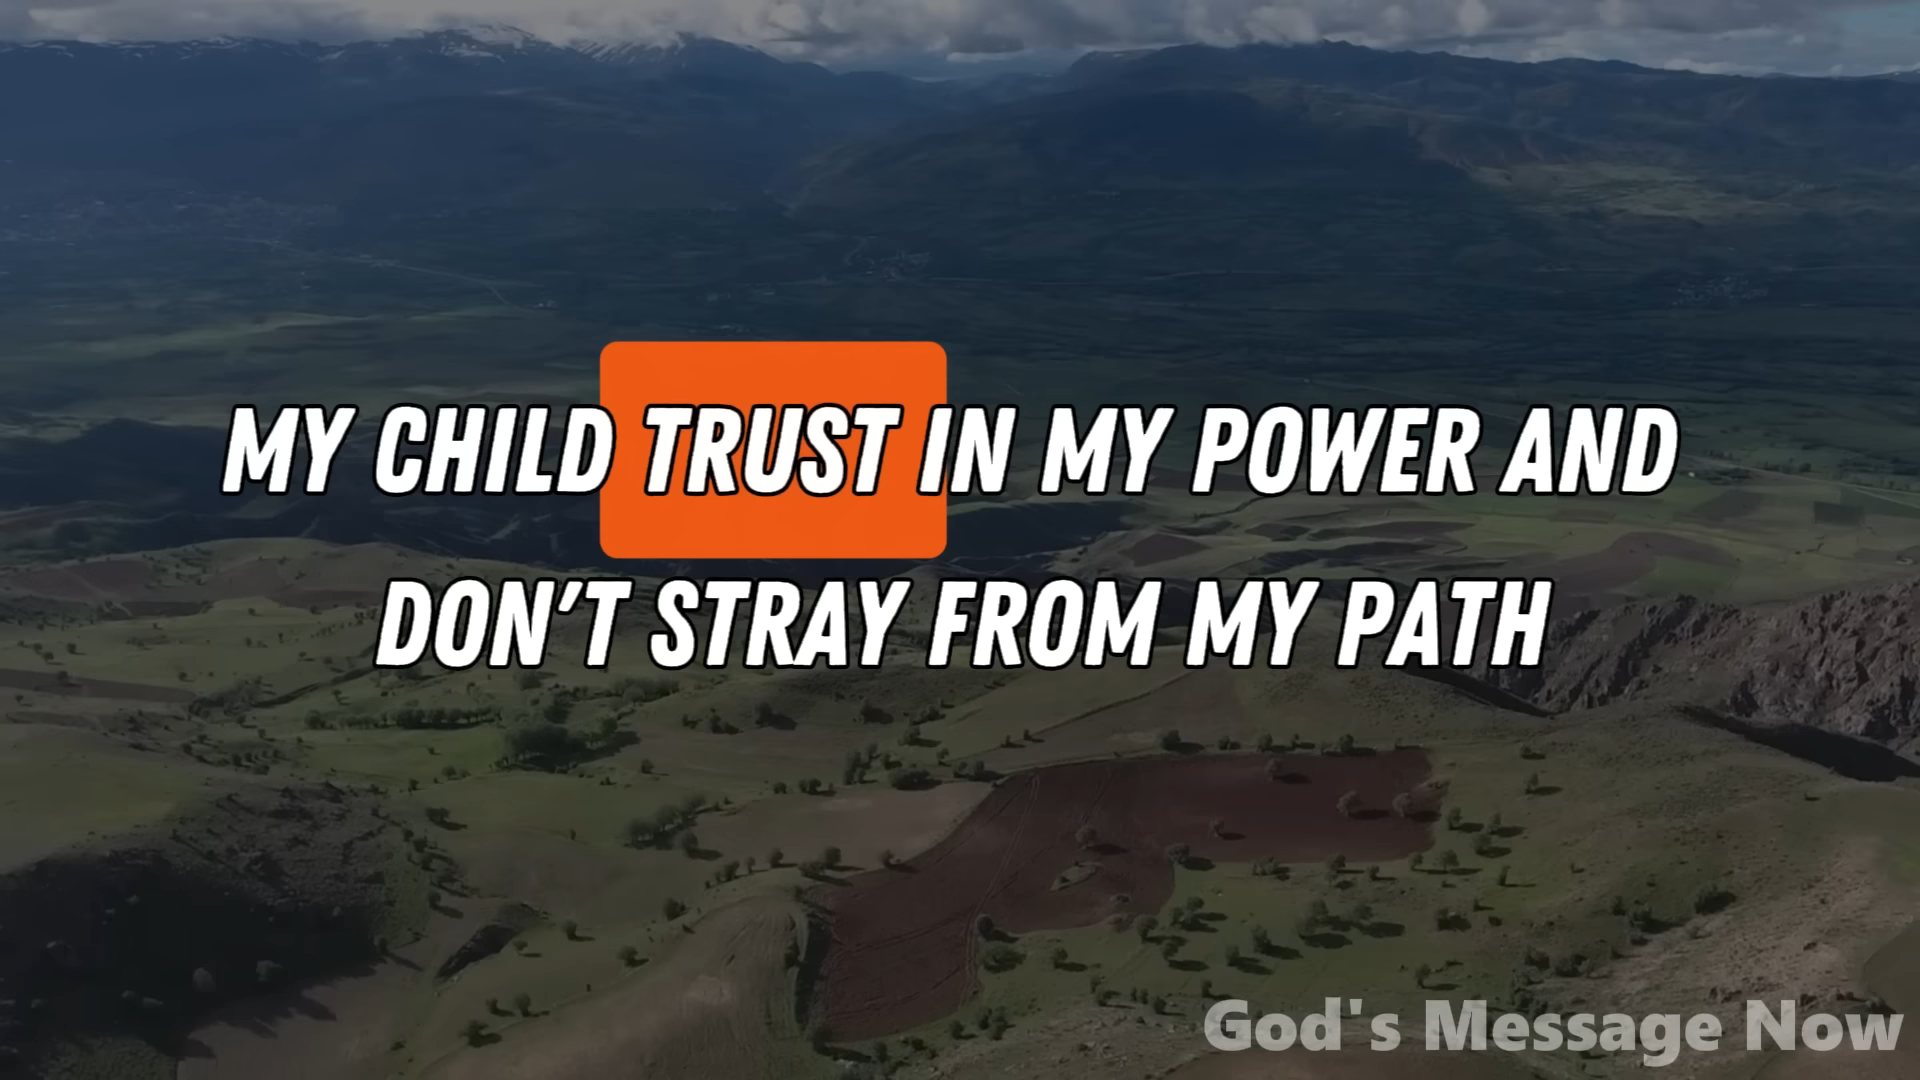 MY CHILD TRUST IN MY POWER AND
DON'T STRAY FROM MY PATH
God's Message Now